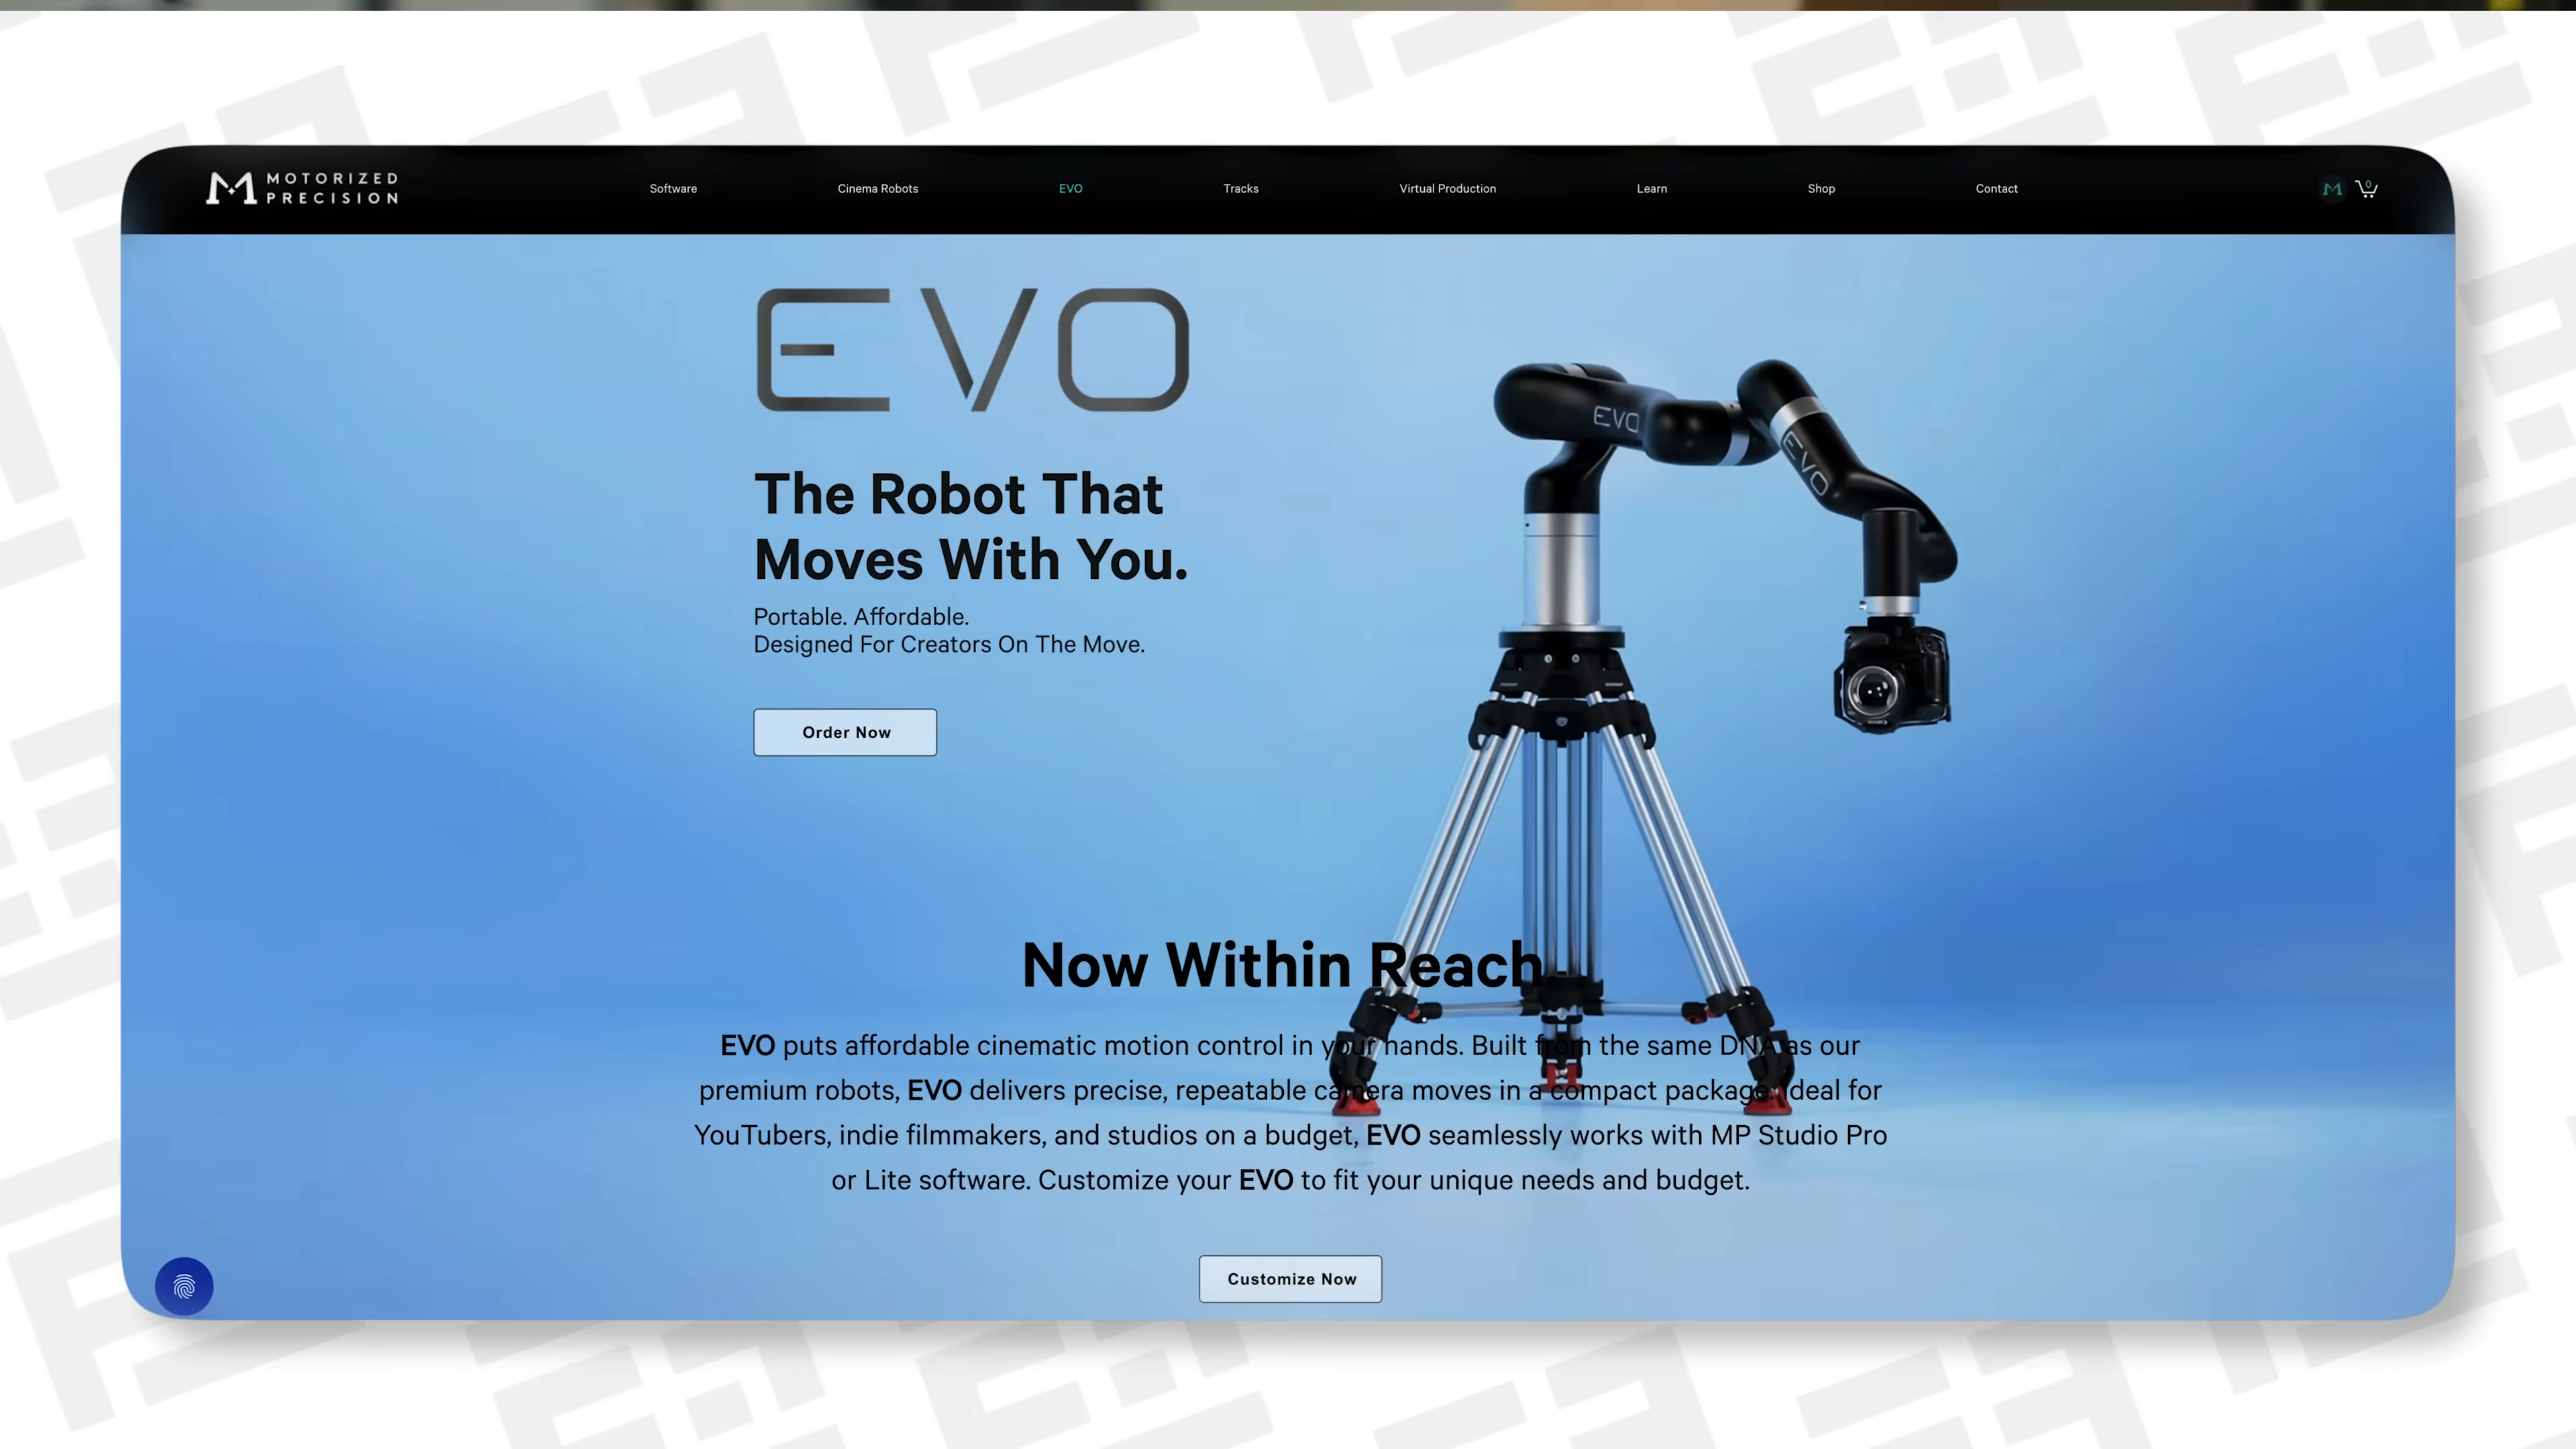 MOTORIZED
PRECISION
Software
Cinema Robots
EVO
Tracks
Virtual Production
Learn
Shop
Contact
M
0
EVO
The Robot That
Moves With You.
Portable. Affordable.
Designed For Creators On The Move.
Order Now
EVO
EVO
Now Within Reach.
EVO puts affordable cinematic motion control in your hands. Built from the same DNA as our
premium robots, EVO delivers precise, repeatable camera moves in a compact package. Ideal for
YouTubers, indie filmmakers, and studios on a budget, EVO seamlessly works with MP Studio Pro
or Lite software. Customize your EVO to fit your unique needs and budget.
Customize Now